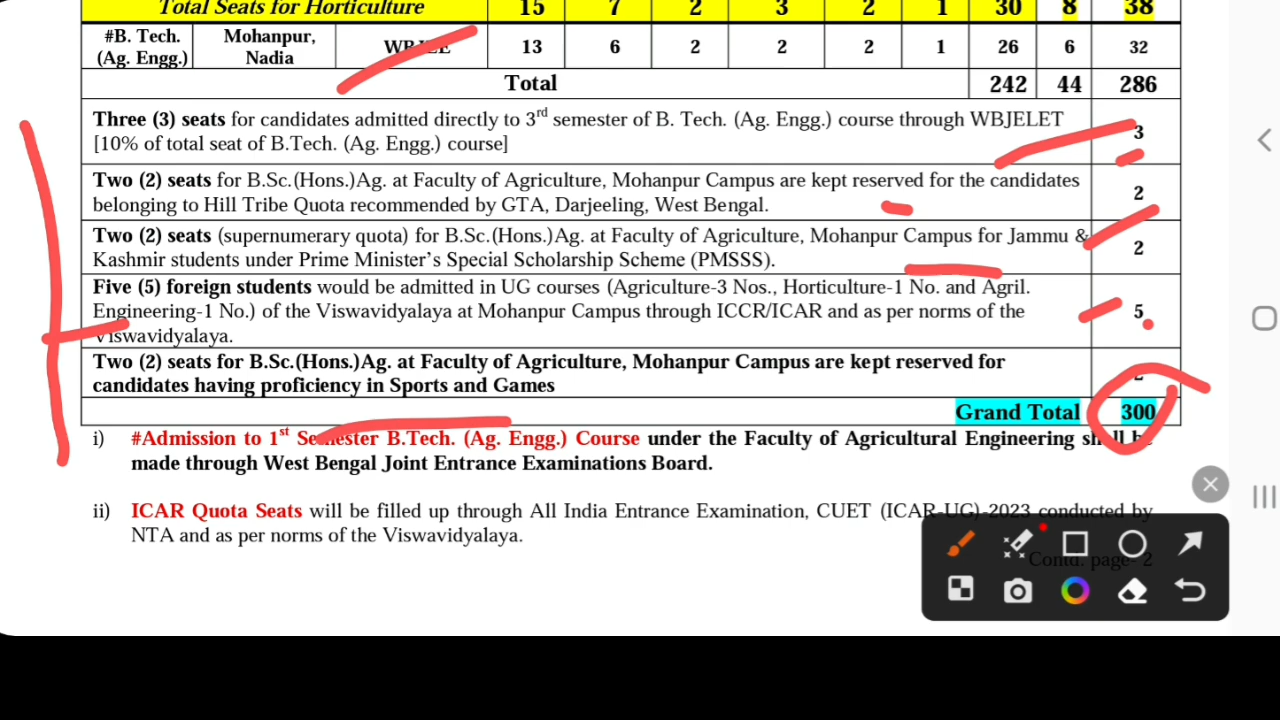 Total Seats for Horticulture 15 7 2 3 2 1 30 8 38
#B. Tech. (Ag. Engg.) Mohanpur, Nadia WBJEE 13 6 2 2 2 1 26 6 32
Total 242 44 286
Three (3) seats for candidates admitted directly to 3rd semester of B. Tech. (Ag. Engg.) course through WBJELET
[10% of total seat of B.Tech. (Ag. Engg.) course] 3
Two (2) seats for B.Sc.(Hons.)Ag. at Faculty of Agriculture, Mohanpur Campus are kept reserved for the candidates
belonging to Hill Tribe Quota recommended by GTA, Darjeeling, West Bengal. 2
Two (2) seats (supernumerary quota) for B.Sc.(Hons.)Ag. at Faculty of Agriculture, Mohanpur Campus for Jammu &
Kashmir students under Prime Minister's Special Scholarship Scheme (PMSSS). 2
Five (5) foreign students would be admitted in UG courses (Agriculture-3 Nos., Horticulture-1 No. and Agril.
Engineering-1 No.) of the Viswavidyalaya at Mohanpur Campus through ICCR/ICAR and as per norms of the 5
Viswavidyalaya.
Two (2) seats for B.Sc.(Hons.)Ag. at Faculty of Agriculture, Mohanpur Campus are kept reserved for
candidates having proficiency in Sports and Games
Grand Total 300
i) #Admission to 1st Semester B.Tech. (Ag. Engg.) Course under the Faculty of Agricultural Engineering shall be
made through West Bengal Joint Entrance Examinations Board.
ii) ICAR Quota Seats will be filled up through All India Entrance Examination, CUET (ICAR-UG)-2023 conducted by
NTA and as per norms of the Viswavidyalaya.
Contd. page- 2